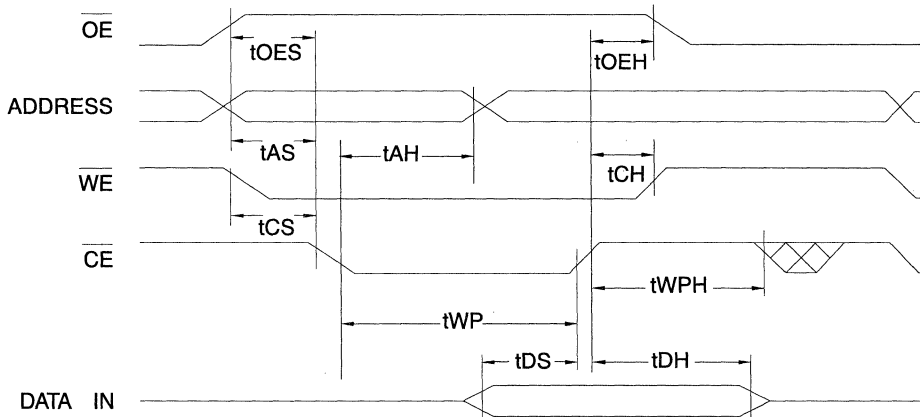 OE
tOES
tOEH
ADDRESS
tAS
tAH
tCH
WE
tCS
CE
tWPH
tWP
tDS
tDH
DATA IN